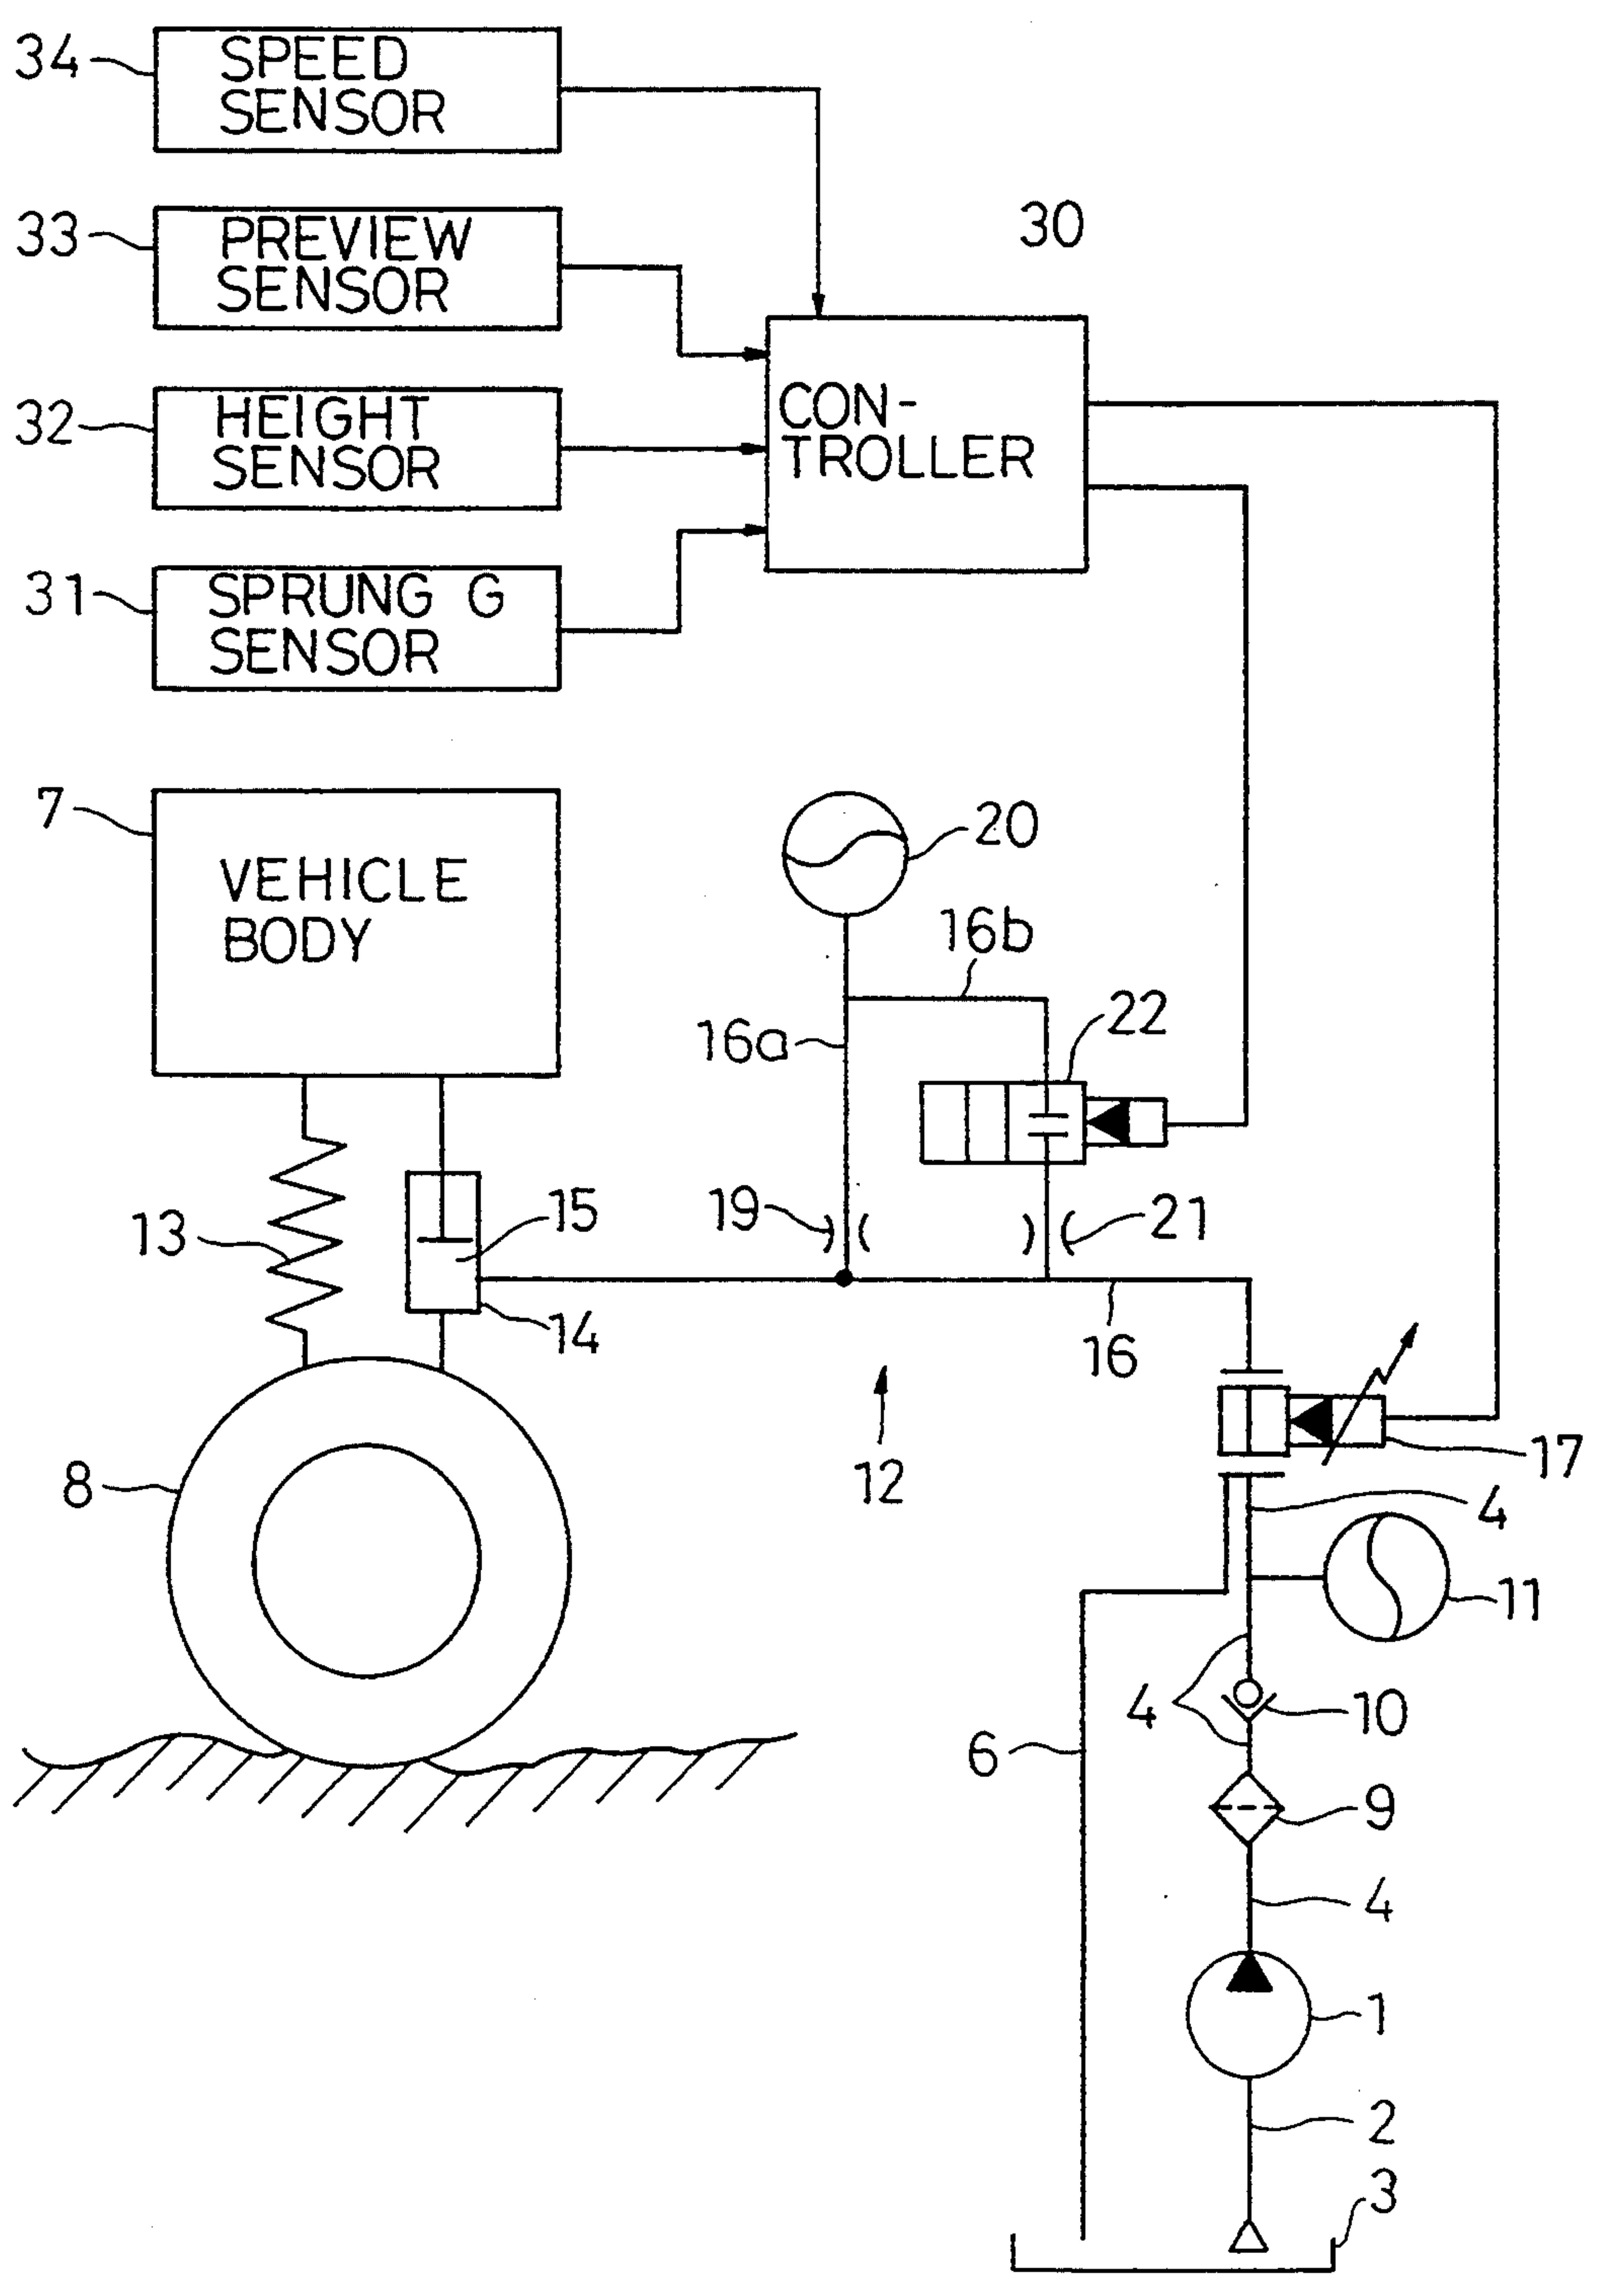 34
SPEED
SENSOR
33
PREVIEW
SENSOR
30
32
HEIGHT
SENSOR
CON-
TROLLER
31
SPRUNG G
SENSOR
7
VEHICLE
BODY
20
16b
16a
22
13
15
19
21
14
16
12
17
8
4
11
4
10
6
9
4
1
2
3